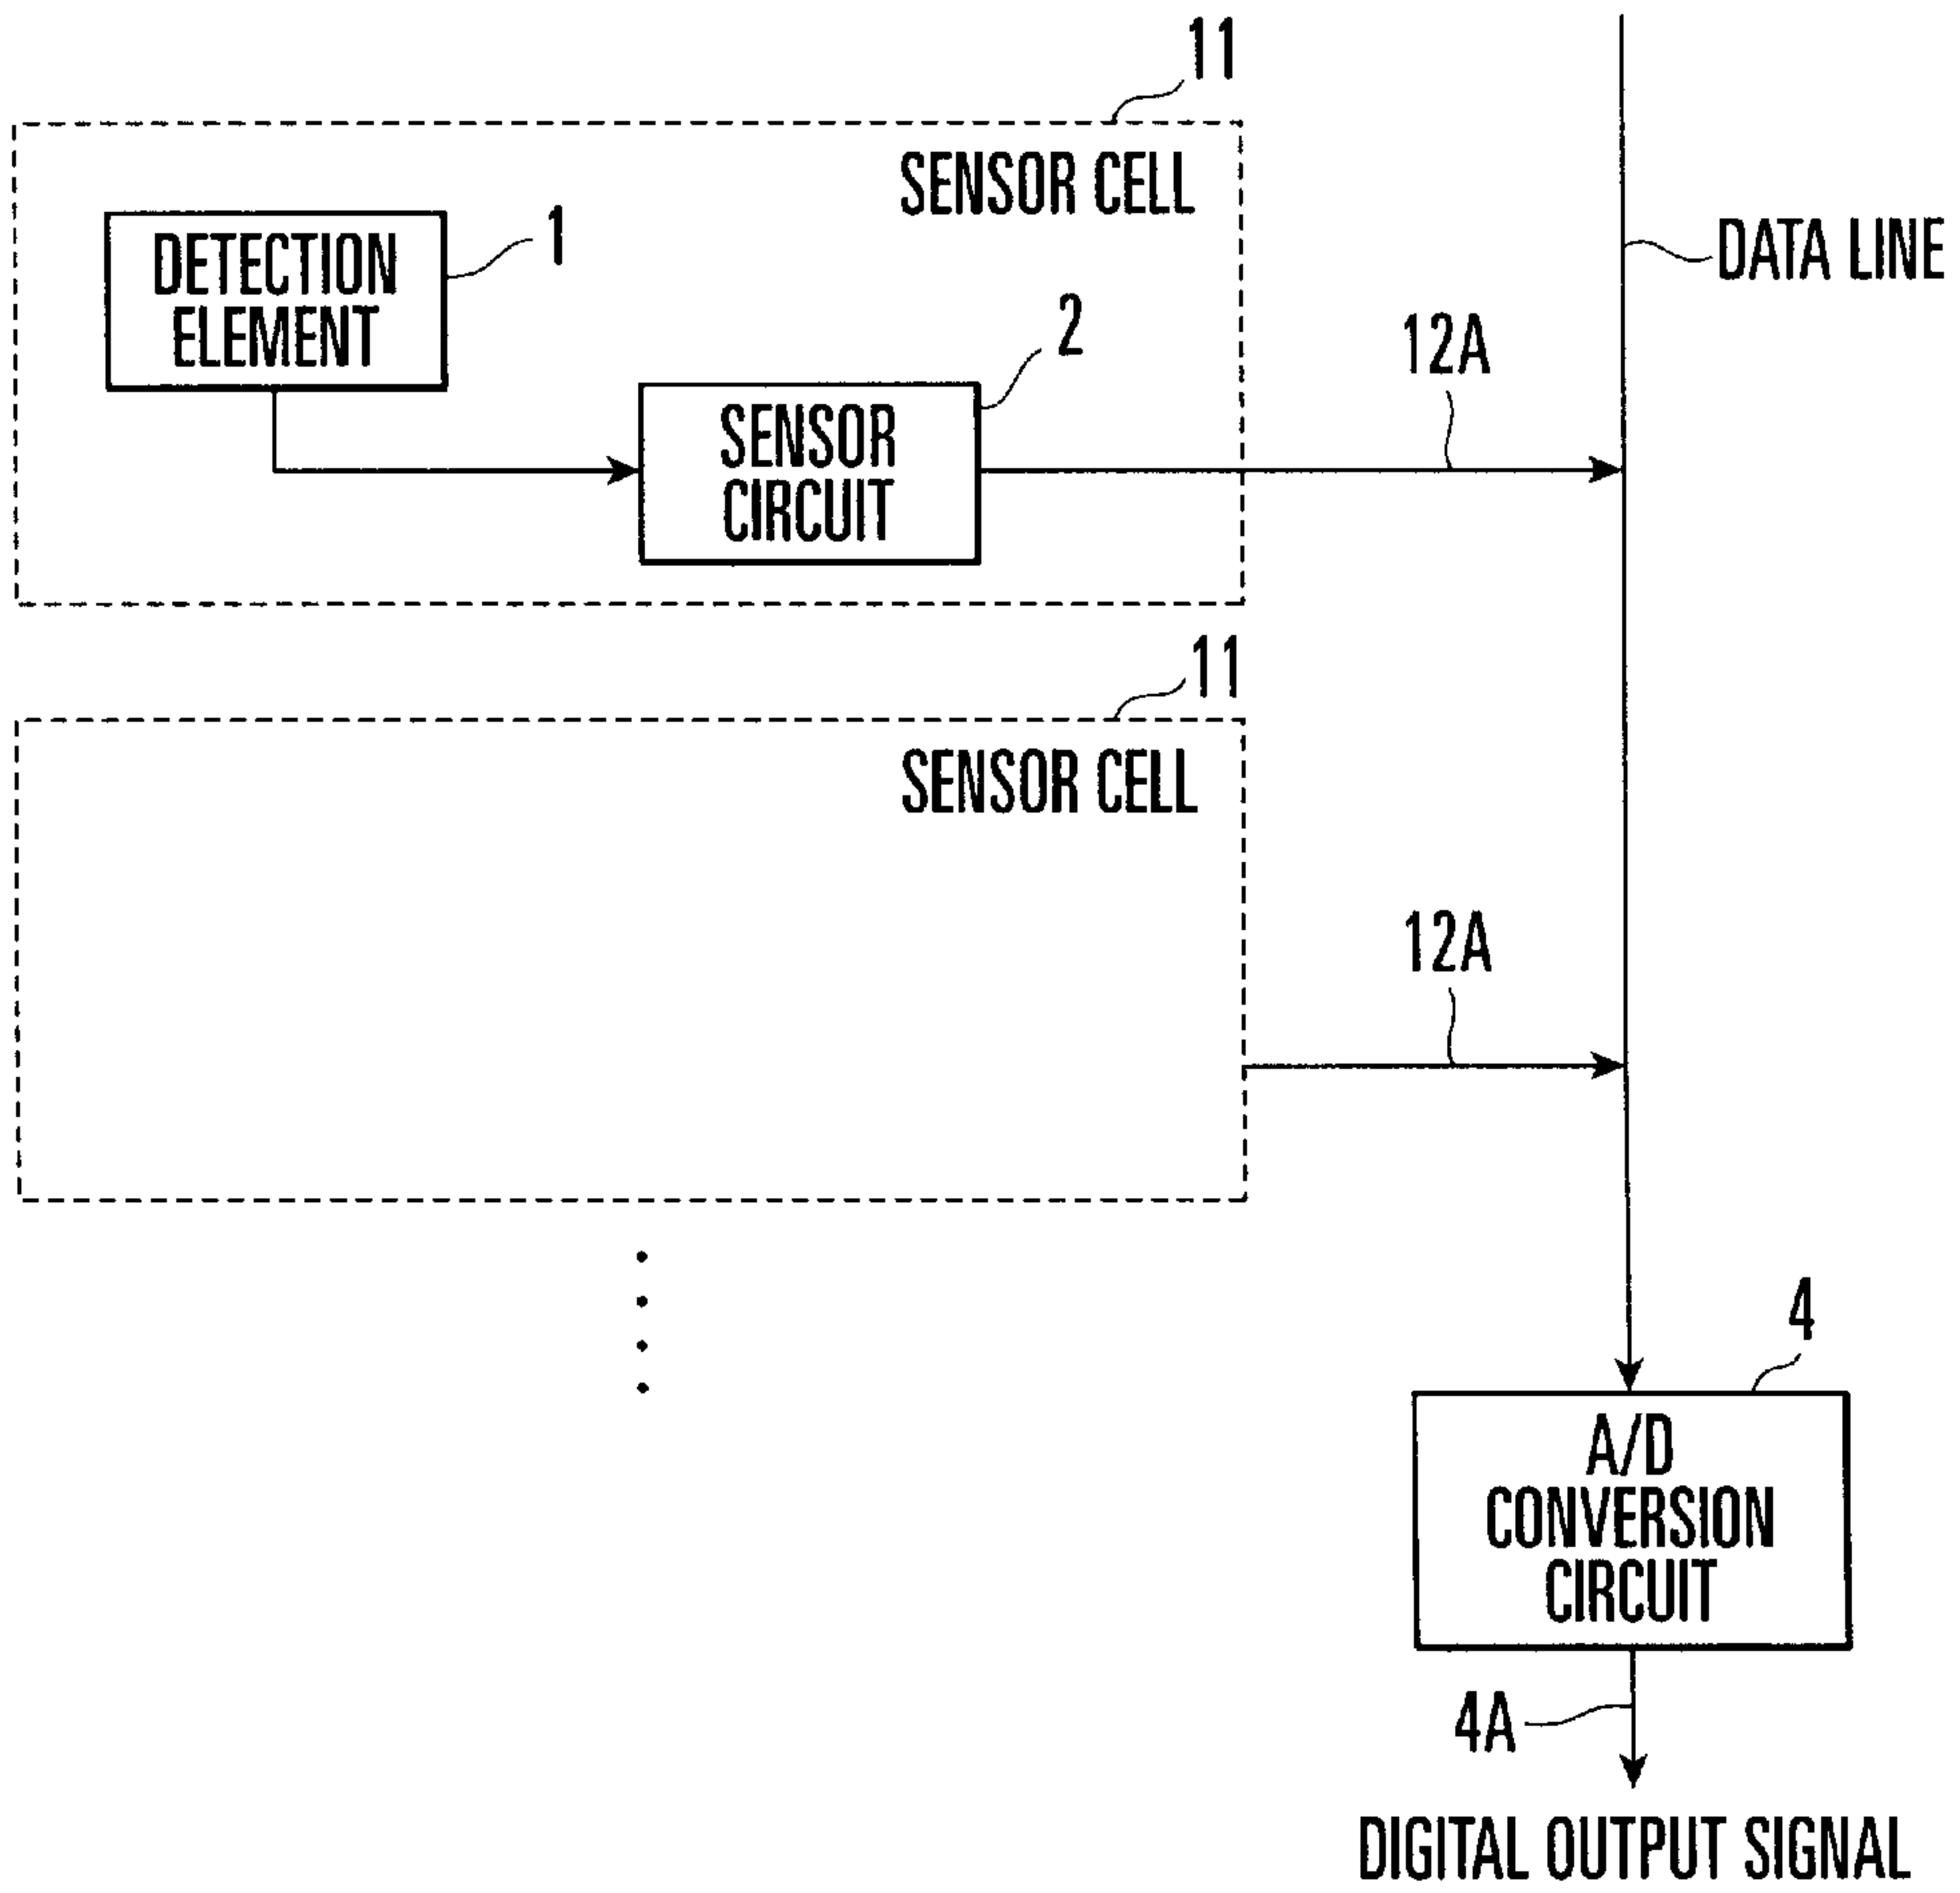 11
SENSOR CELL
DETECTION
ELEMENT
1
2
SENSOR
CIRCUIT
DATA LINE
12A
11
SENSOR CELL
12A
4
A/D
CONVERSION
CIRCUIT
4A
DIGITAL OUTPUT SIGNAL